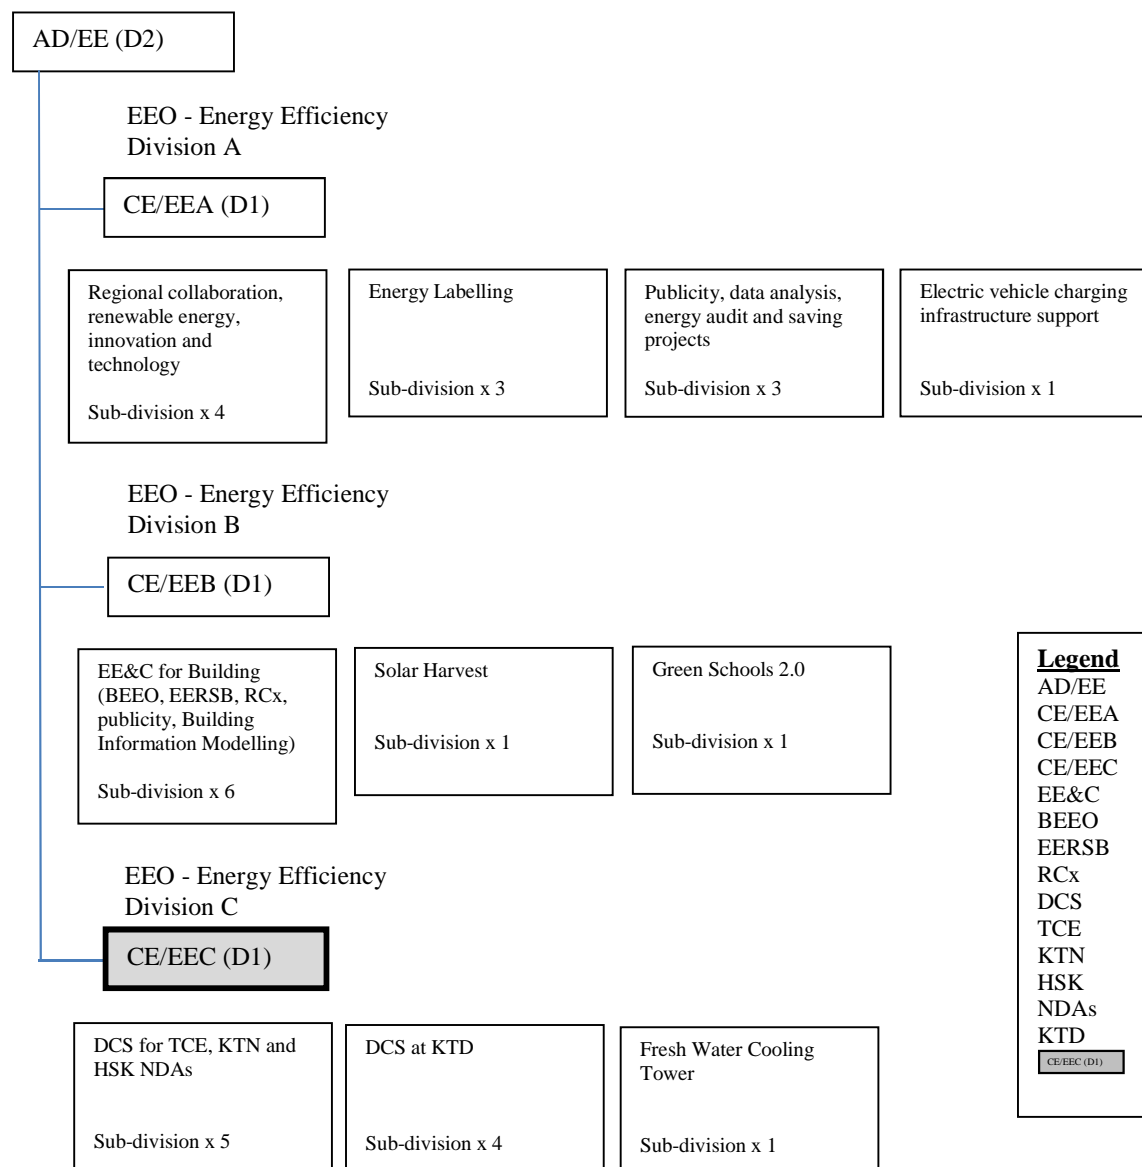 AD/EE (D2)
EEO - Energy Efficiency
Division A
CE/EEA (D1)
Regional collaboration,
renewable energy,
innovation and
technology
Sub-division x 4
Energy Labelling
Sub-division x 3
Publicity, data analysis,
energy audit and saving
projects
Sub-division x 3
Electric vehicle charging
infrastructure support
Sub-division x 1
EEO - Energy Efficiency
Division B
CE/EEB (D1)
EE&C for Building
(BEEO, EERSB, RCx,
publicity, Building
Information Modelling)
Sub-division x 6
Solar Harvest
Sub-division x 1
Green Schools 2.0
Sub-division x 1
EEO - Energy Efficiency
Division C
CE/EEC (D1)
DCS for TCE, KTN and
HSK NDAs
Sub-division x 5
DCS at KTD
Sub-division x 4
Fresh Water Cooling
Tower
Sub-division x 1
Legend
AD/EE
CE/EEA
CE/EEB
CE/EEC
EE&C
BEEO
EERSB
RCx
DCS
TCE
KTN
HSK
NDAs
KTD
CE/EEC (D1)